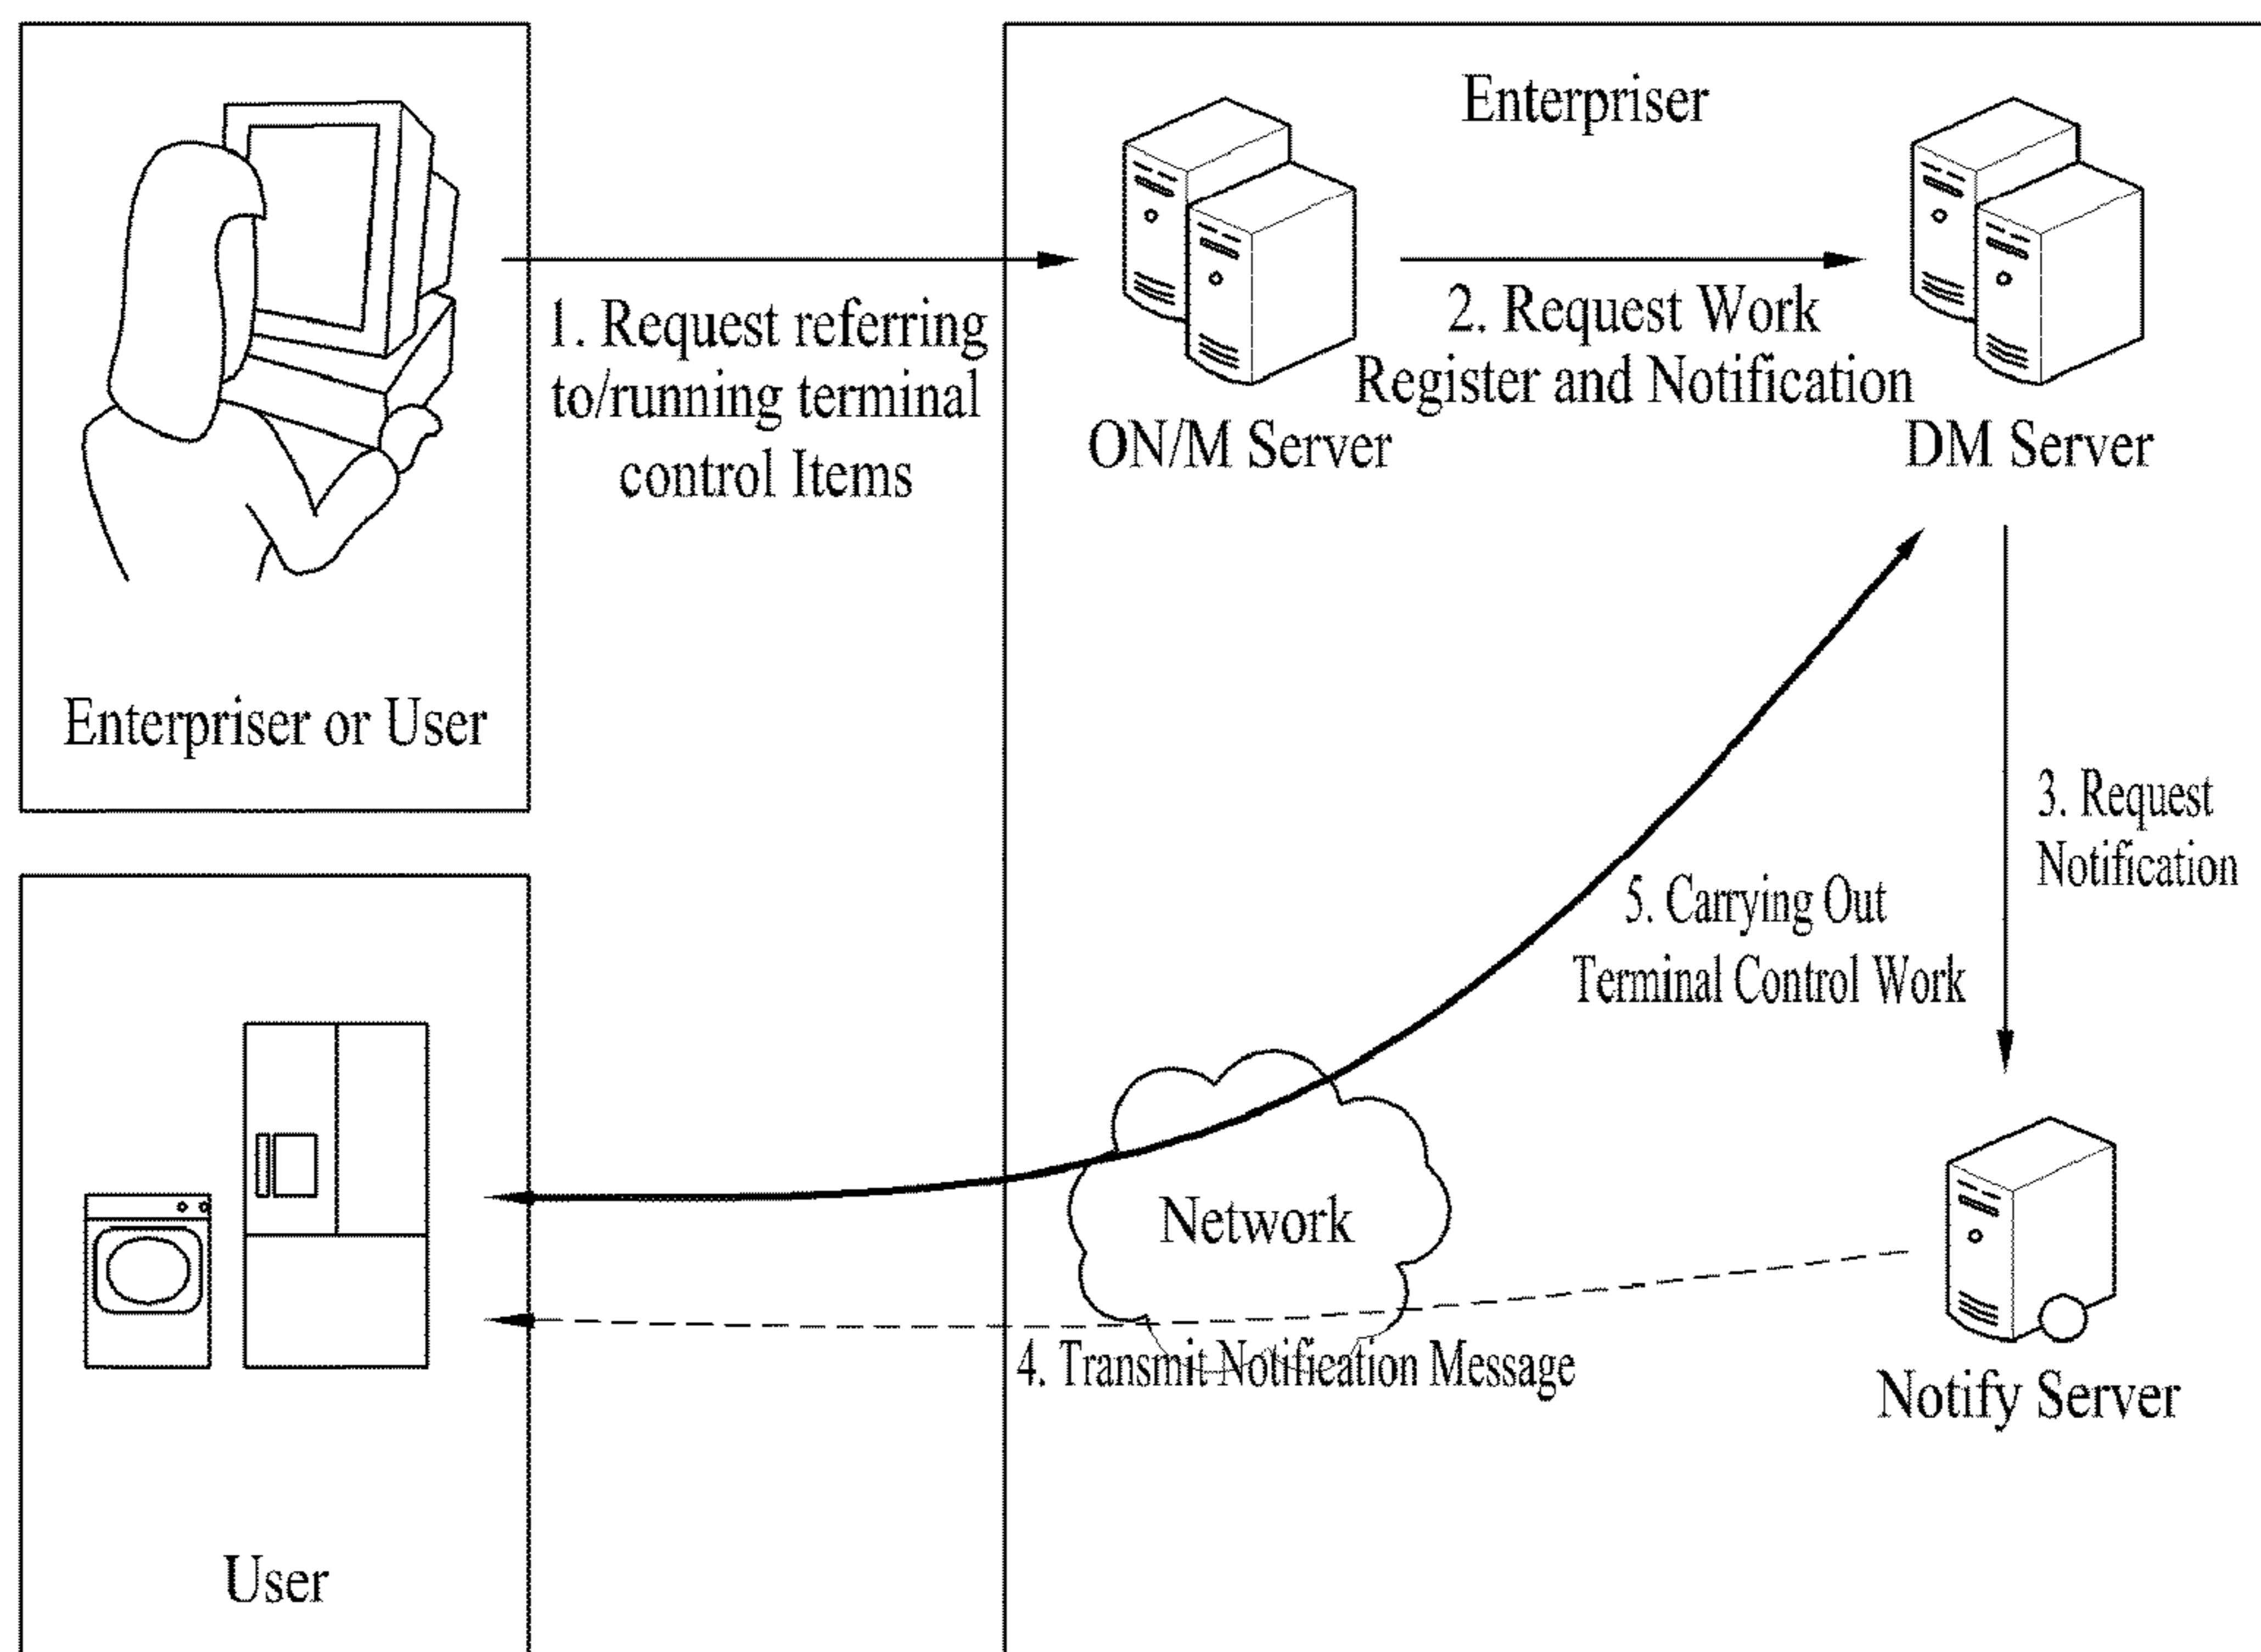 Enterpriser
1. Request referring
to/running terminal
control Items
2. Request Work
Register and Notification
ON/M Server
DM Server
Enterpriser or User
3. Request
Notification
5. Carrying Out
Terminal Control Work
Network
4. Transmit Notification Message
Notify Server
User